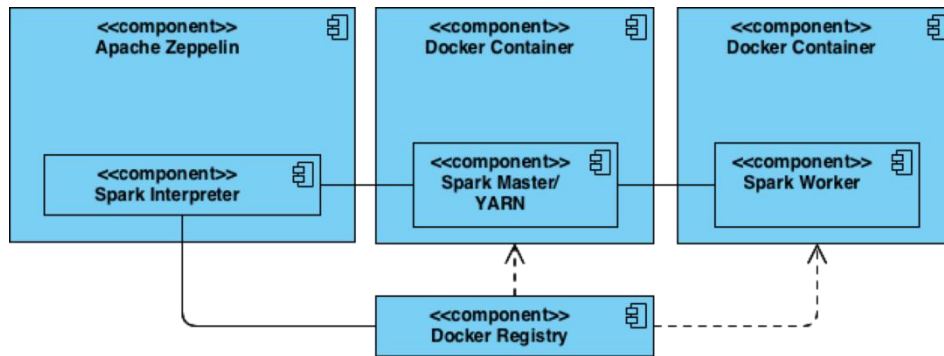 <<component>>
Apache Zeppelin
<<component>>
Spark Interpreter
<<component>>
Docker Container
<<component>>
Spark Master/
YARN
<<component>>
Docker Container
<<component>>
Spark Worker
<<component>>
Docker Registry